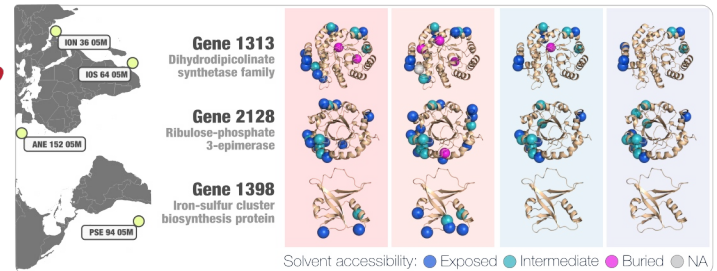 ION 36 05M
IOS 64 05M
ANE 152 05M
PSE 94 05M
Gene 1313
Dihydrodipicolinate
synthetase family
Gene 2128
Ribulose-phosphate
3-epimerase
Gene 1398
Iron-sulfur cluster
biosynthesis protein
Solvent accessibility: Exposed Intermediate Buried NA